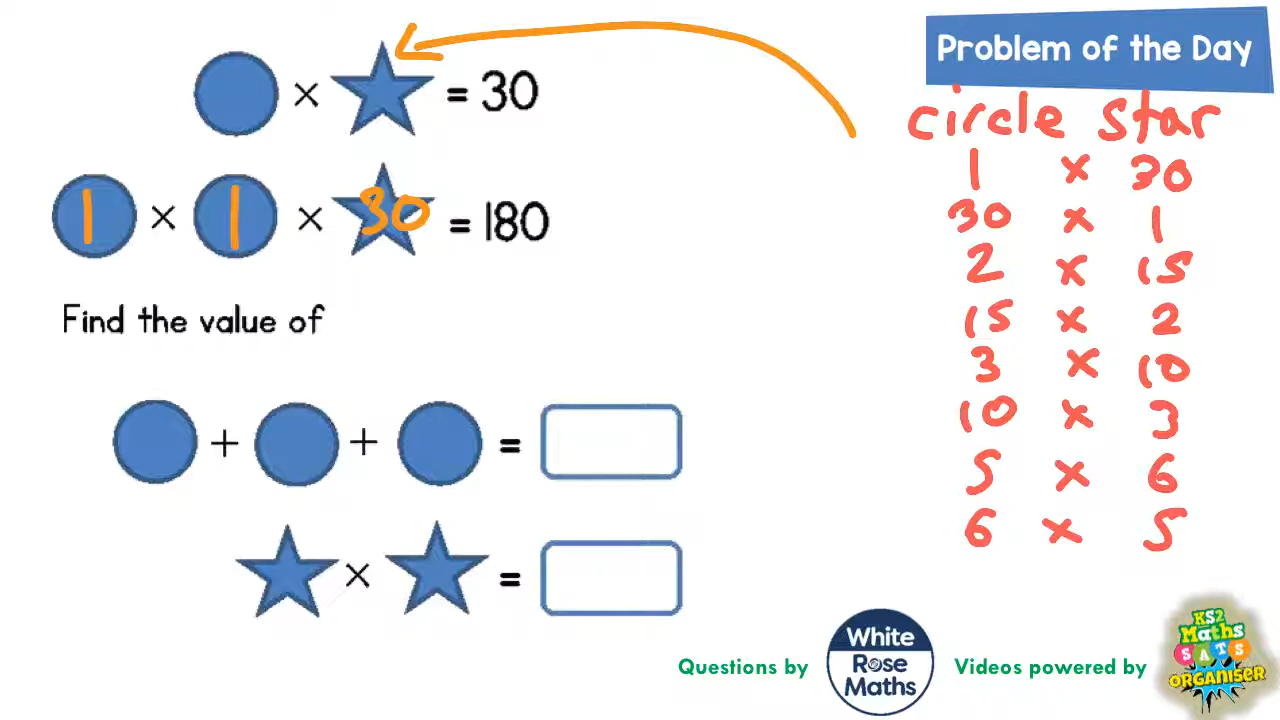 Problem of the Day
× = 30
1 × 1 × 30 = 180
Find the value of
+ + =
× =
circle star
1 x 30
30 x 1
2 x 15
15 x 2
3 x 10
10 x 3
5 x 6
6 x 5
Questions by
White
Rose
Maths
Videos powered by
KS2
Maths
SATS
ORGANISER